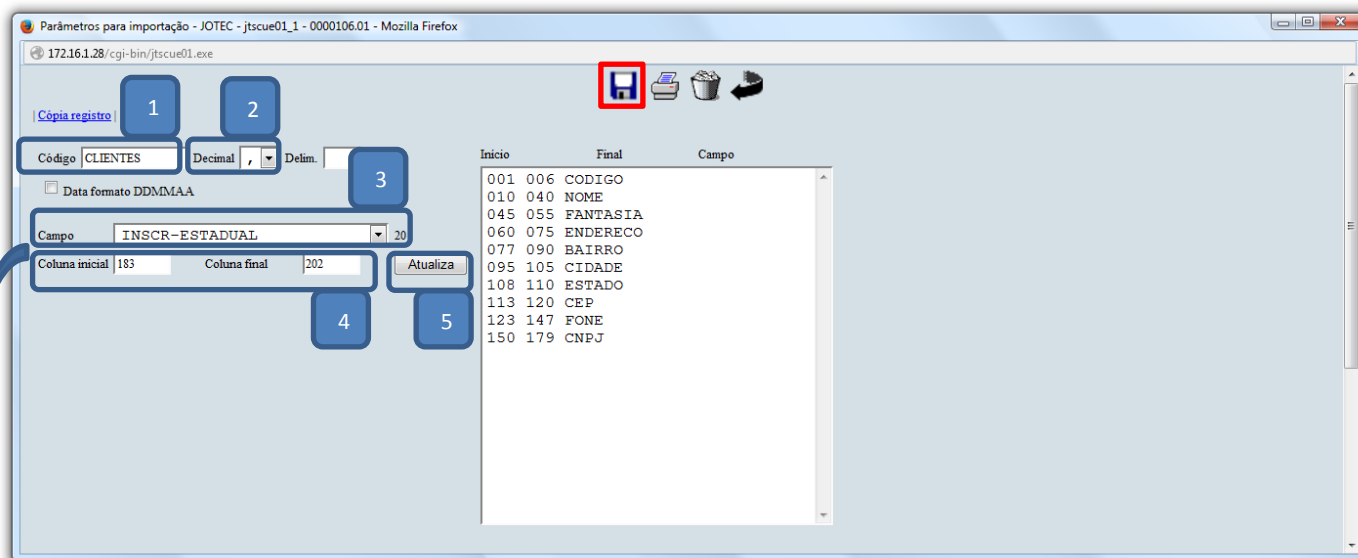 Parâmetros para importação - JOTEC - jtscue01_1 - 0000106.01 - Mozilla Firefox
172.16.1.28/cgi-bin/jtscue01.exe
| Cópia registro |
1
2
Código CLIENTES Decimal , Delim.
3
Data formato DDMMAA
Campo INSCR-ESTADUAL 20
Coluna inicial 183 Coluna final 202 Atualiza
4
5
Inicio Final Campo
001 006 CODIGO
010 040 NOME
045 055 FANTASIA
060 075 ENDERECO
077 090 BAIRRO
095 105 CIDADE
108 110 ESTADO
113 120 CEP
123 147 FONE
150 179 CNPJ